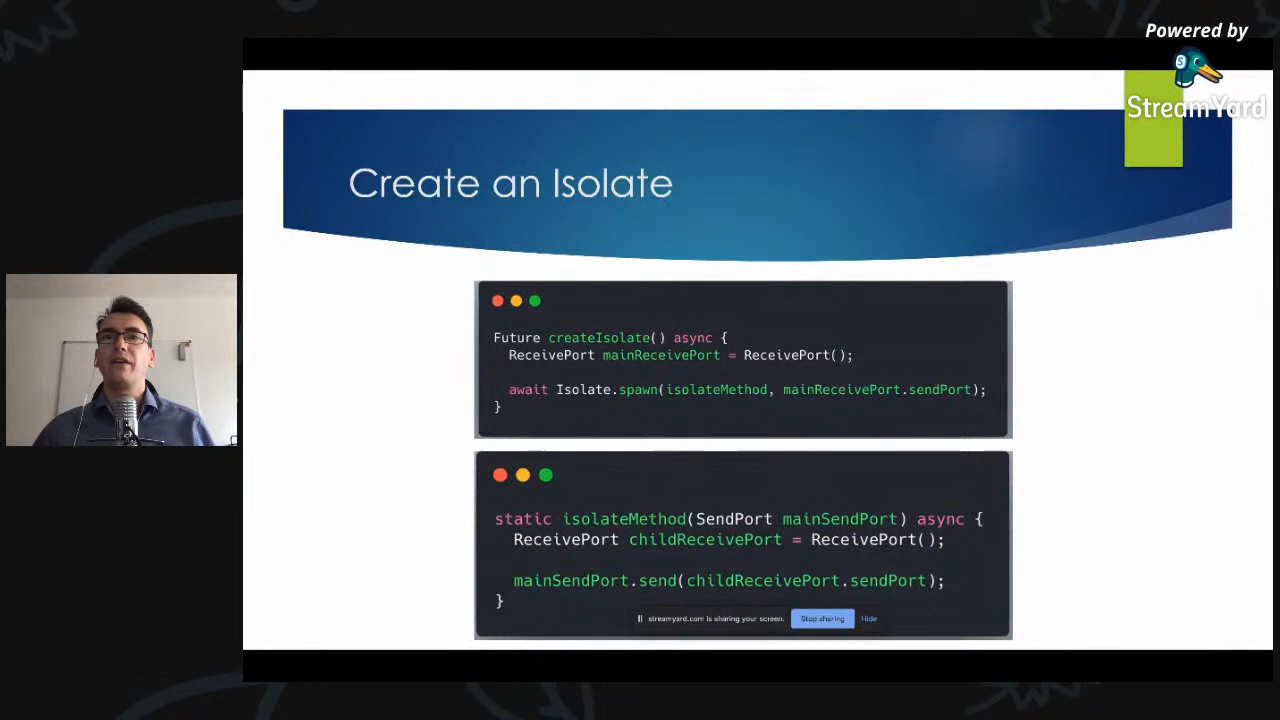 Powered by
StreamYard
Create an Isolate
Future createIsolate() async {
ReceivePort mainReceivePort = ReceivePort();
await Isolate.spawn(isolateMethod, mainReceivePort.sendPort);
}
static isolateMethod(SendPort mainSendPort) async {
ReceivePort childReceivePort = ReceivePort();
mainSendPort.send(childReceivePort.sendPort);
}
streamyard.com is sharing your screen.
Stop sharing
Hide